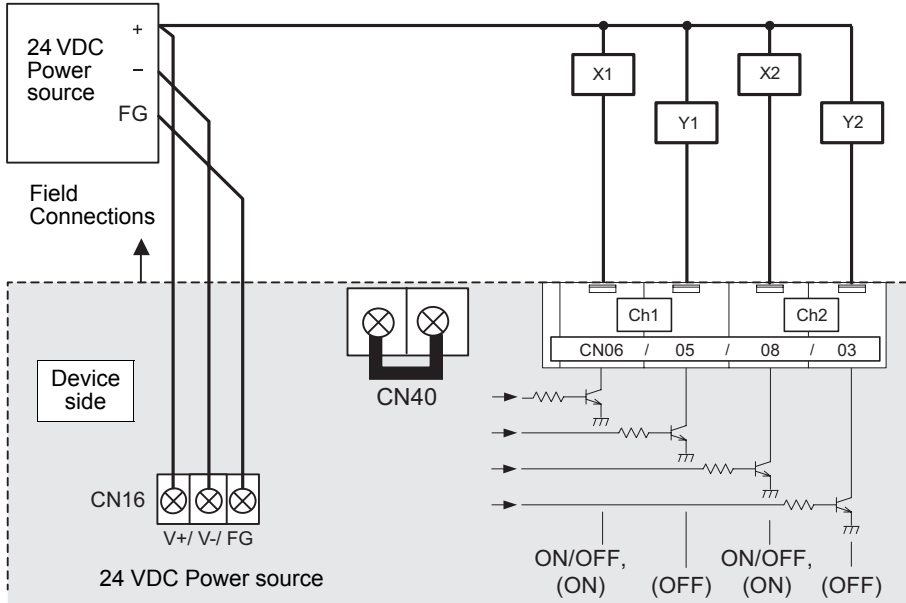 24 VDC
Power
source
+
−
FG
X1
Y1
X2
Y2
Field
Connections
Ch1
Ch2
CN06 / 05 / 08 / 03
Device
side
CN40
CN16
V+/ V-/ FG
24 VDC Power source
ON/OFF,
(ON)
(OFF)
ON/OFF,
(ON)
(OFF)